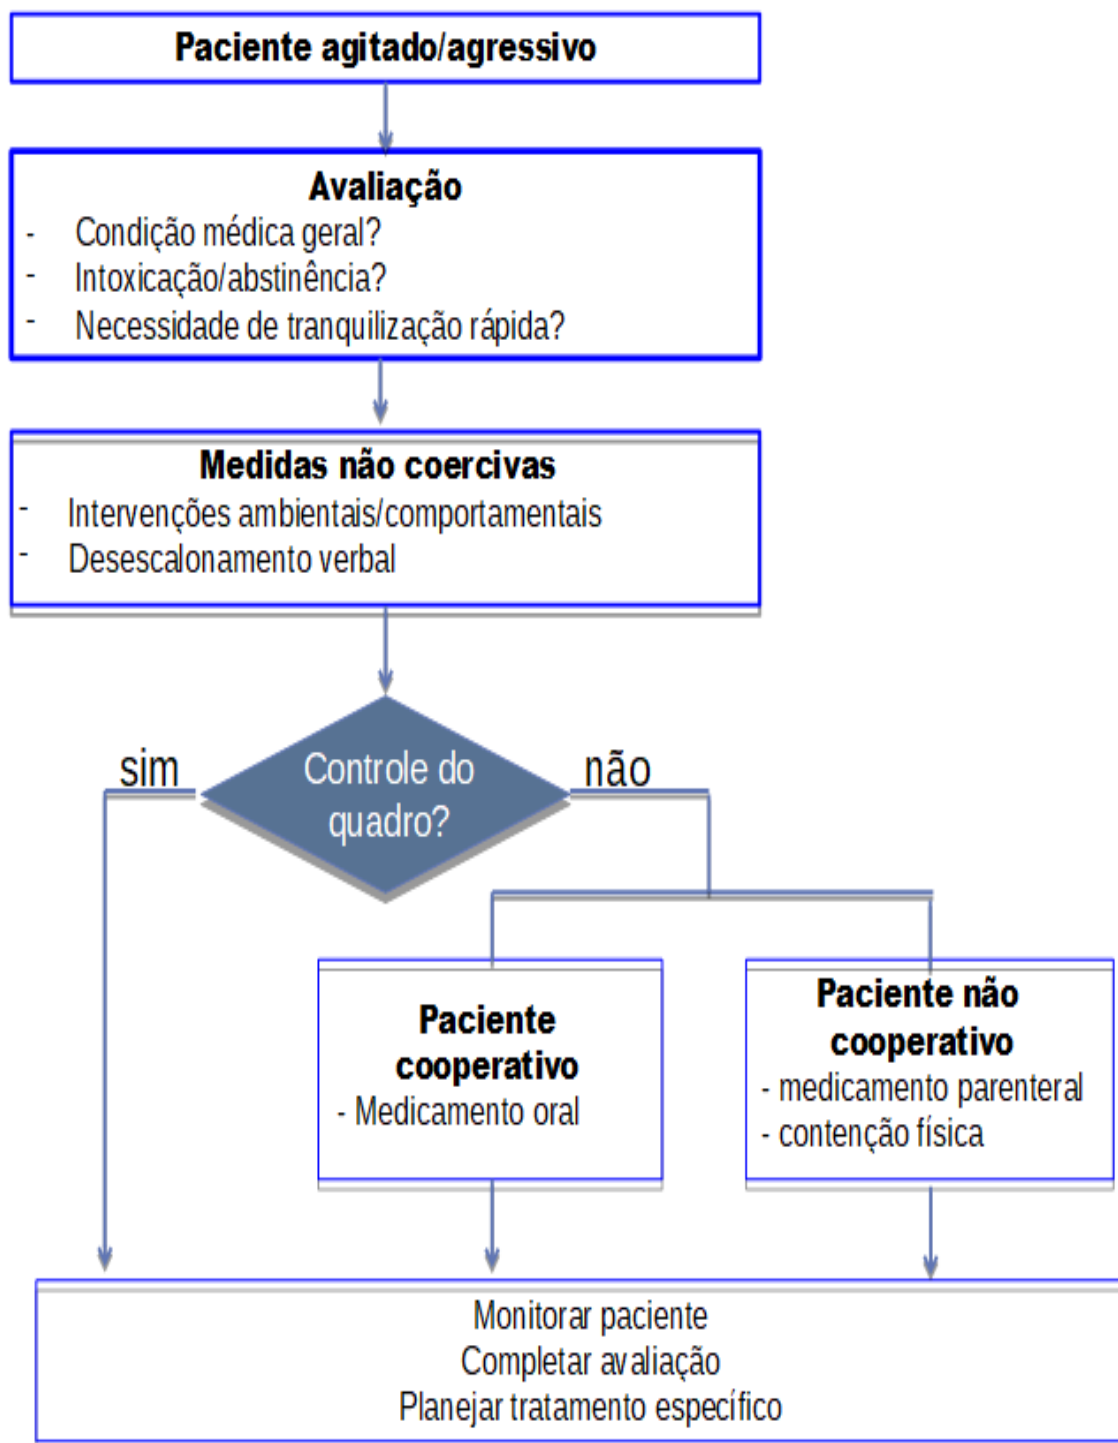 Paciente agitado/agressivo
Avaliação
- Condição médica geral?
- Intoxicação/abstinência?
- Necessidade de tranquilização rápida?
Medidas não coercivas
- Intervenções ambientais/comportamentais
- Desescalonamento verbal
Controle do
quadro?
sim
não
Paciente
cooperativo
- Medicamento oral
Paciente não
cooperativo
- medicamento parenteral
- contenção física
Monitorar paciente
Completar avaliação
Planejar tratamento específico